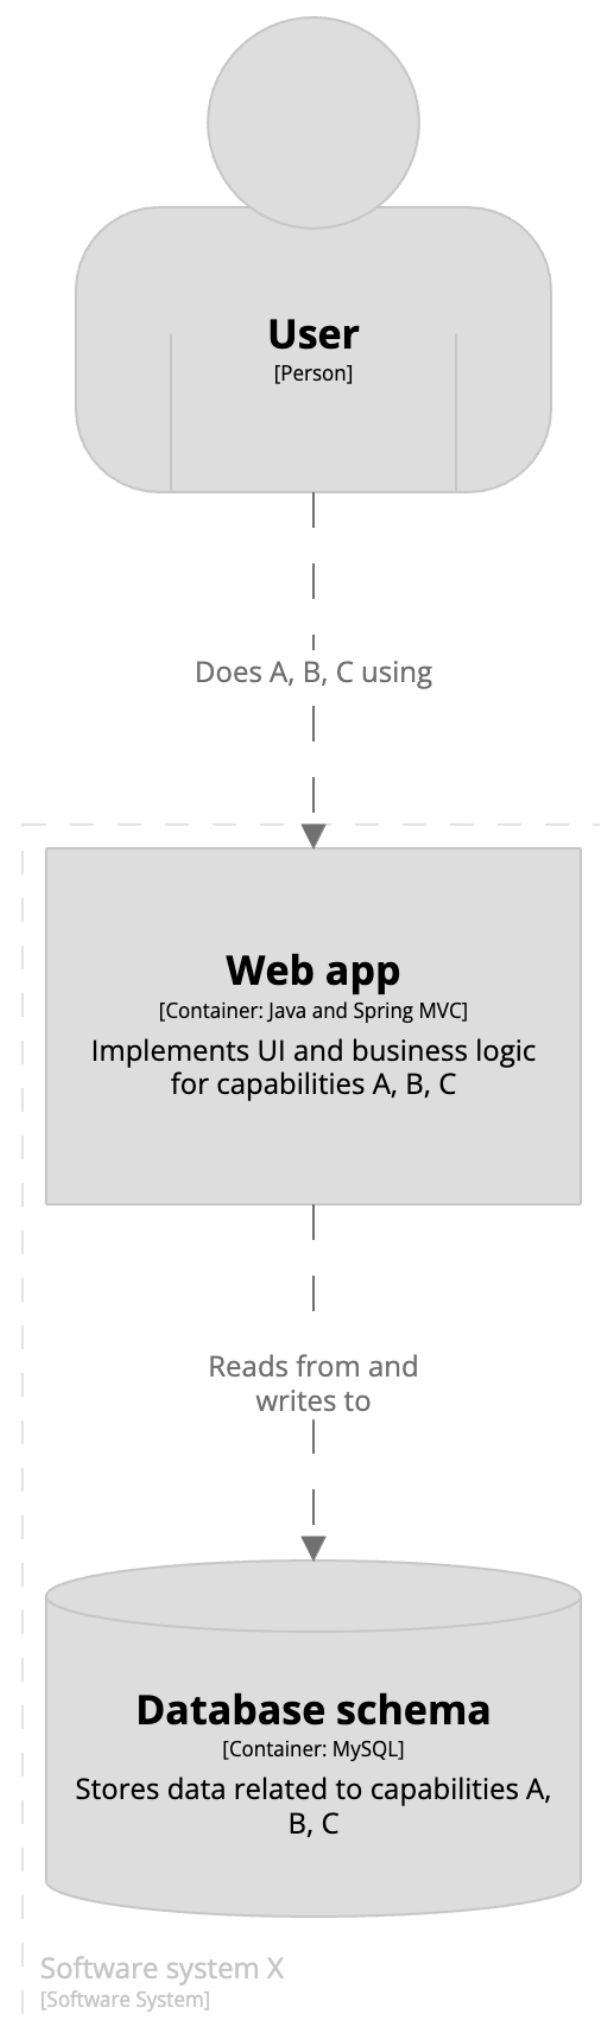 User
[Person]
Does A, B, C using
Web app
[Container: Java and Spring MVC]
Implements UI and business logic
for capabilities A, B, C
Reads from and
writes to
Database schema
[Container: MySQL]
Stores data related to capabilities A,
B, C
Software system X
[Software System]